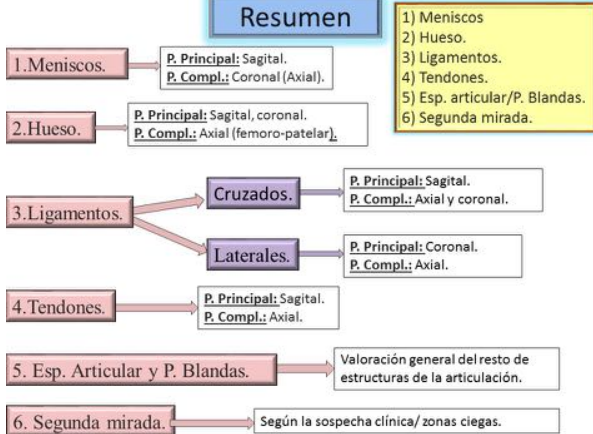 Resumen
1) Meniscos
2) Hueso.
3) Ligamentos.
4) Tendones.
5) Esp. articular/P. Blandas.
6) Segunda mirada.
1.Meniscos.
P. Principal: Sagital.
P. Compl.: Coronal (Axial).
2.Hueso.
P. Principal: Sagital, coronal.
P. Compl.: Axial (femoro-patelar).
3.Ligamentos.
Cruzados.
P. Principal: Sagital.
P. Compl.: Axial y coronal.
Laterales.
P. Principal: Coronal.
P. Compl.: Axial.
4.Tendones.
P. Principal: Sagital.
P. Compl.: Axial.
5. Esp. Articular y P. Blandas.
Valoración general del resto de
estructuras de la articulación.
6. Segunda mirada.
Según la sospecha clínica/ zonas ciegas.